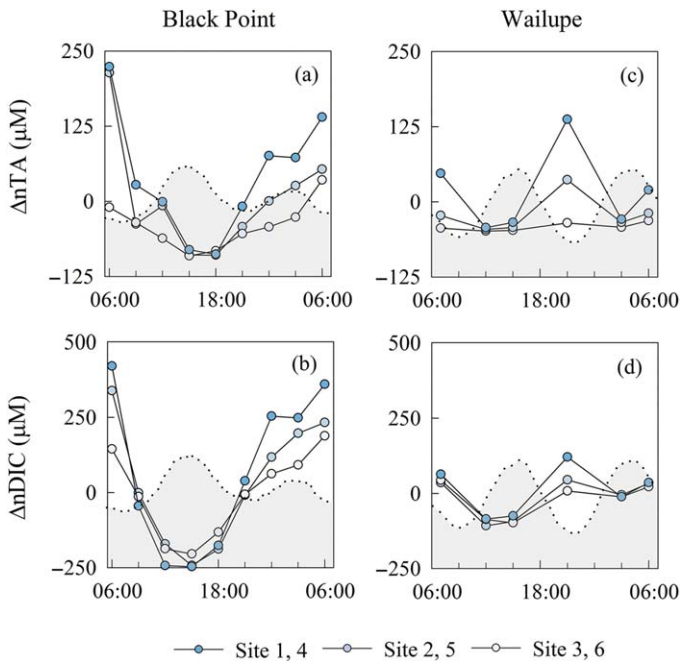 Black Point
Wailupe
ΔnTA (μM)
250
125
0
−125
(a)
06:00
18:00
06:00
250
125
0
−125
(c)
06:00
18:00
06:00
ΔnDIC (μM)
500
250
0
−250
(b)
06:00
18:00
06:00
500
250
0
−250
(d)
06:00
18:00
06:00
Site 1, 4
Site 2, 5
Site 3, 6